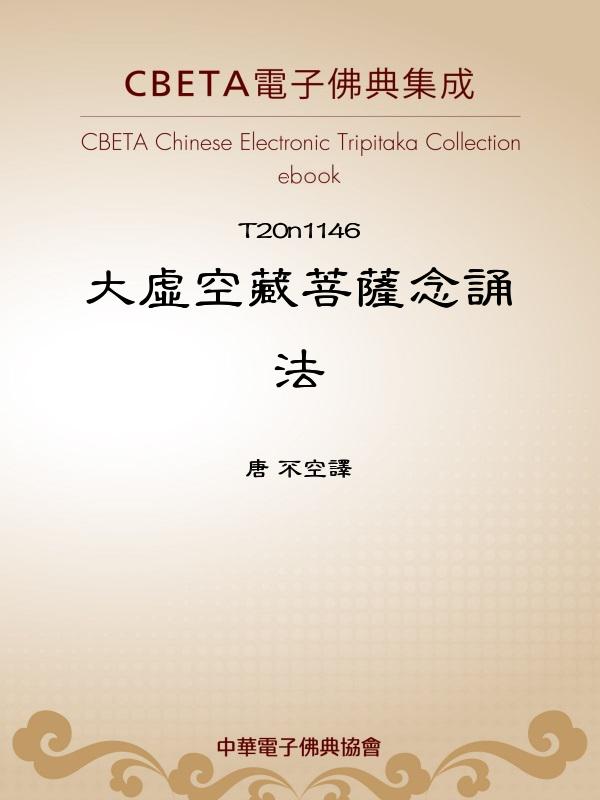 CBETA電子佛典集成
CBETA Chinese Electronic Tripitaka Collection
ebook
T20n1146
大虛空藏菩薩念誦
法
唐 不空譯
中華電子佛典協會